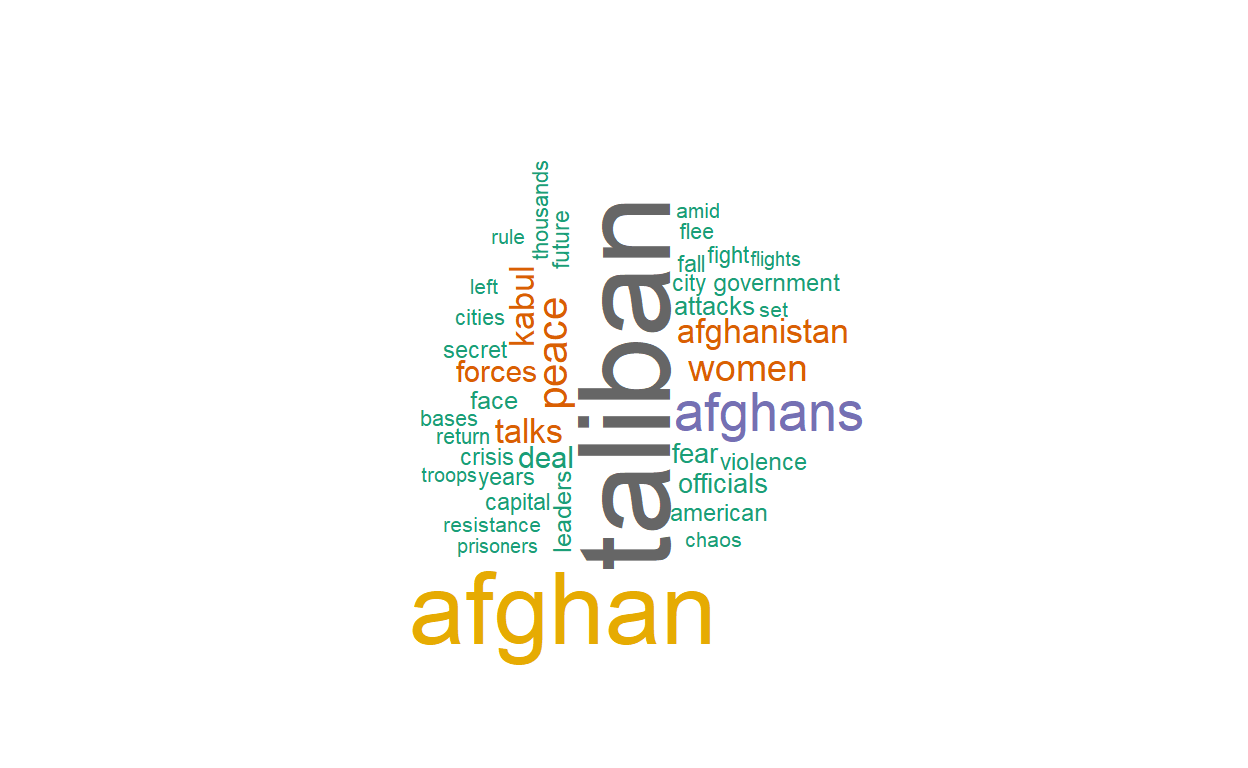 thousands
future
rule
left
kabul
cities
peace
secret
forces
face
bases
return
talks
crisis
deal
troops
years
capital
leaders
resistance
prisoners
taliban
amid
flee
fall
fight
flights
city
government
attacks
set
afghanistan
women
afghans
fear
violence
officials
american
chaos
afghan